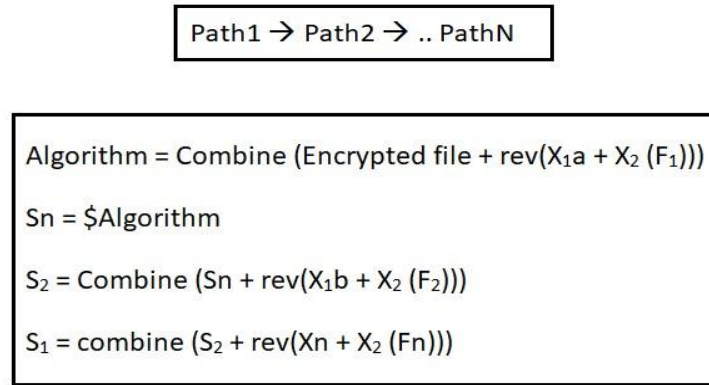 Path1 → Path2 → .. PathN
Algorithm = Combine (Encrypted file + rev(X₁a + X₂ (F₁)))
Sn = $Algorithm
S₂ = Combine (Sn + rev(X₁b + X₂ (F₂)))
S₁ = combine (S₂ + rev(Xn + X₂ (Fn)))